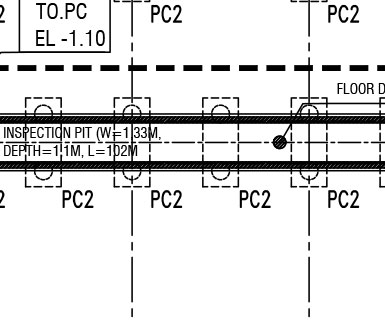 TO.PC
PC2
PC2
EL -1.10
FLOOR D
INSPECTION PIT (W=1.33M,
DEPTH=1.1M, L=102M
PC2
PC2
PC2
PC2